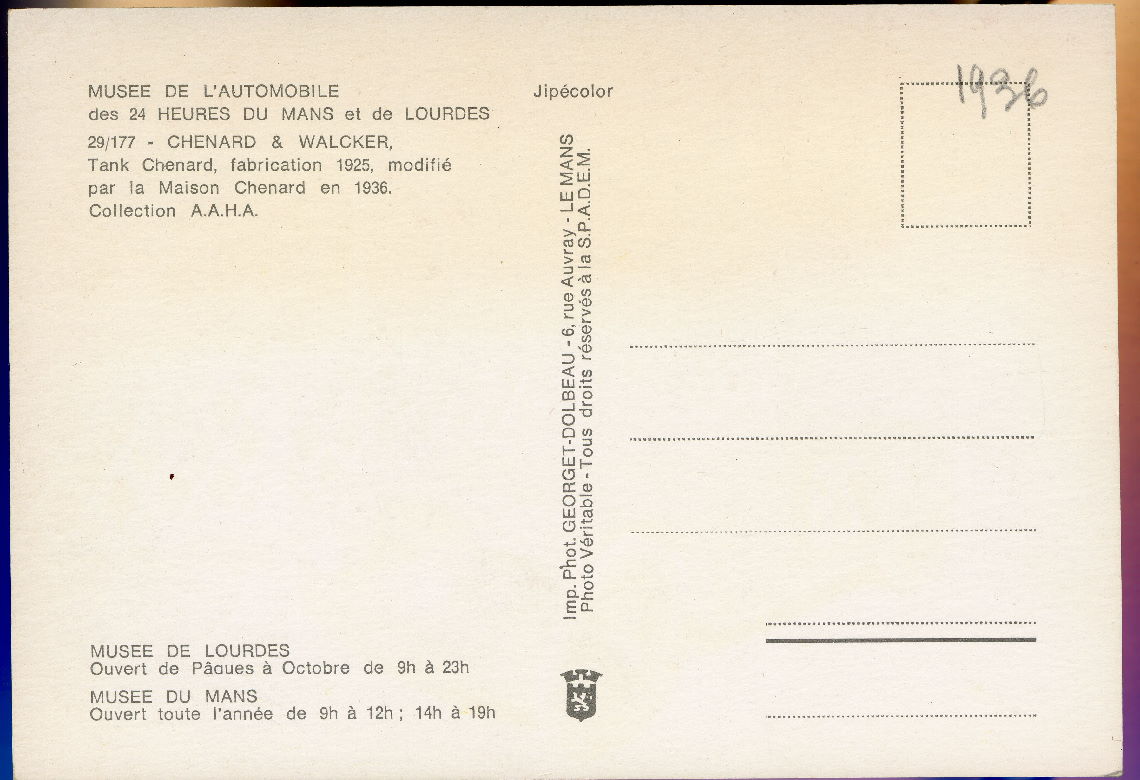 MUSEE DE L'AUTOMOBILE
des 24 HEURES DU MANS et de LOURDES
29/177 - CHENARD & WALCKER,
Tank Chenard, fabrication 1925, modifié
par la Maison Chenard en 1936.
Collection A.A.H.A.
MUSEE DE LOURDES
Ouvert de Pâques à Octobre de 9h à 23h
MUSEE DU MANS
Ouvert toute l'année de 9h à 12h ; 14h à 19h
Jipécolor
Imp. Phot. GEORGET-DOLBEAU - 6, rue Auvray - LE MANS
Photo Véritable - Tous droits réservés à la S.P.A.D.E.M.
1936